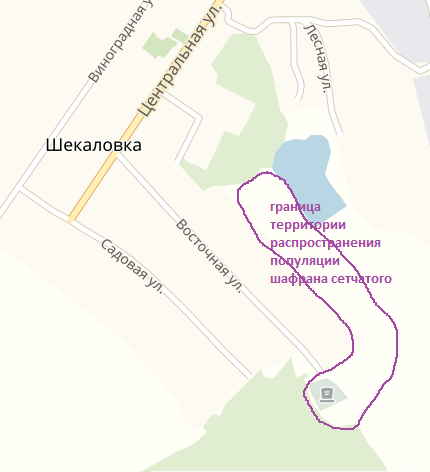 Виноградная у
Центральная ул.
Лесная ул.
Шекаловка
граница
территории
распространения
популяции
шафрана сетчатого
Восточная ул.
Садовая ул.